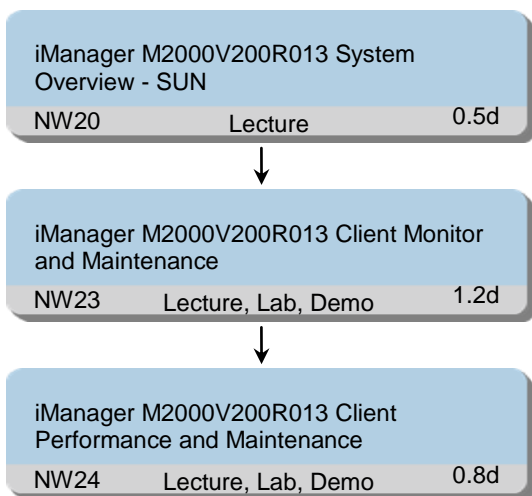 iManager M2000V200R013 System
Overview - SUN
NW20 Lecture 0.5d
iManager M2000V200R013 Client Monitor
and Maintenance
NW23 Lecture, Lab, Demo 1.2d
iManager M2000V200R013 Client
Performance and Maintenance
NW24 Lecture, Lab, Demo 0.8d